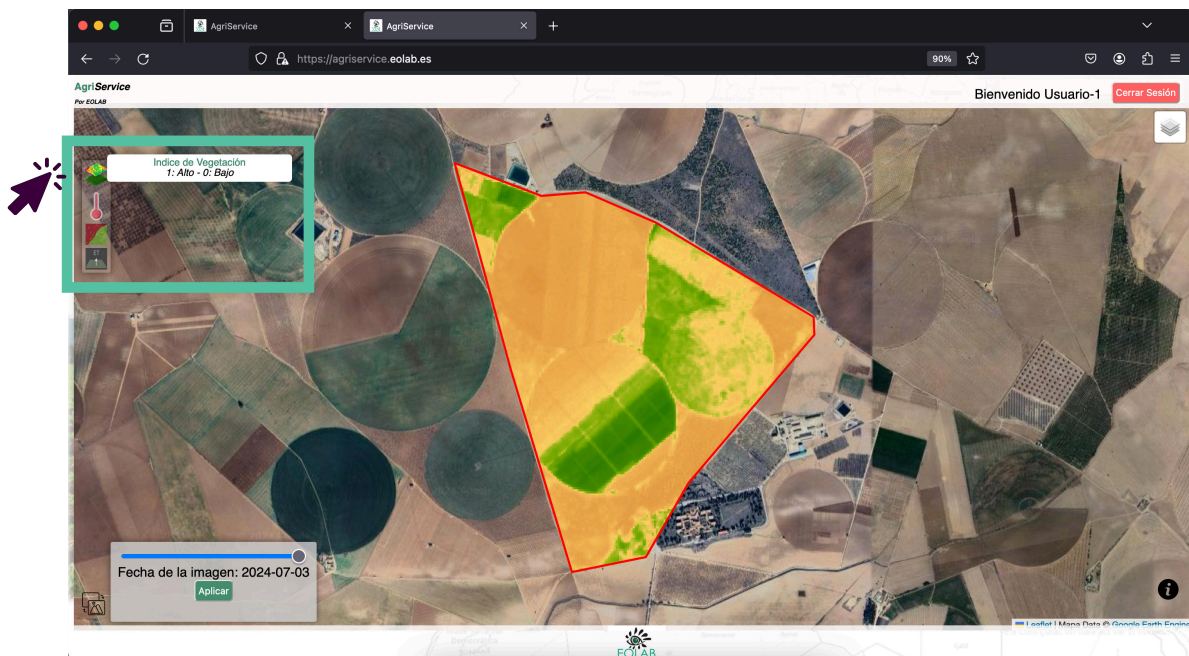 AgriService
AgriService
https://agriservice.eolab.es
90%
AgriService
Por EOLAB
Bienvenido Usuario-1
Cerrar Sesión
Indice de Vegetación
1: Alto - 0: Bajo
ET
Fecha de la imagen: 2024-07-03
Aplicar
i
Leaflet | Mapa Data © Google Earth Engine
EOLAB